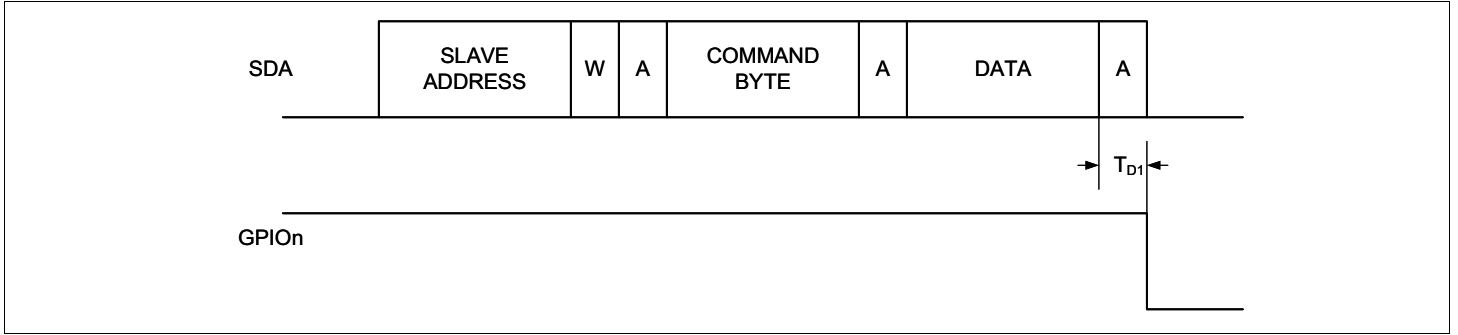 SDA
SLAVE
ADDRESS
W
A
COMMAND
BYTE
A
DATA
A
TD1
GPIOn